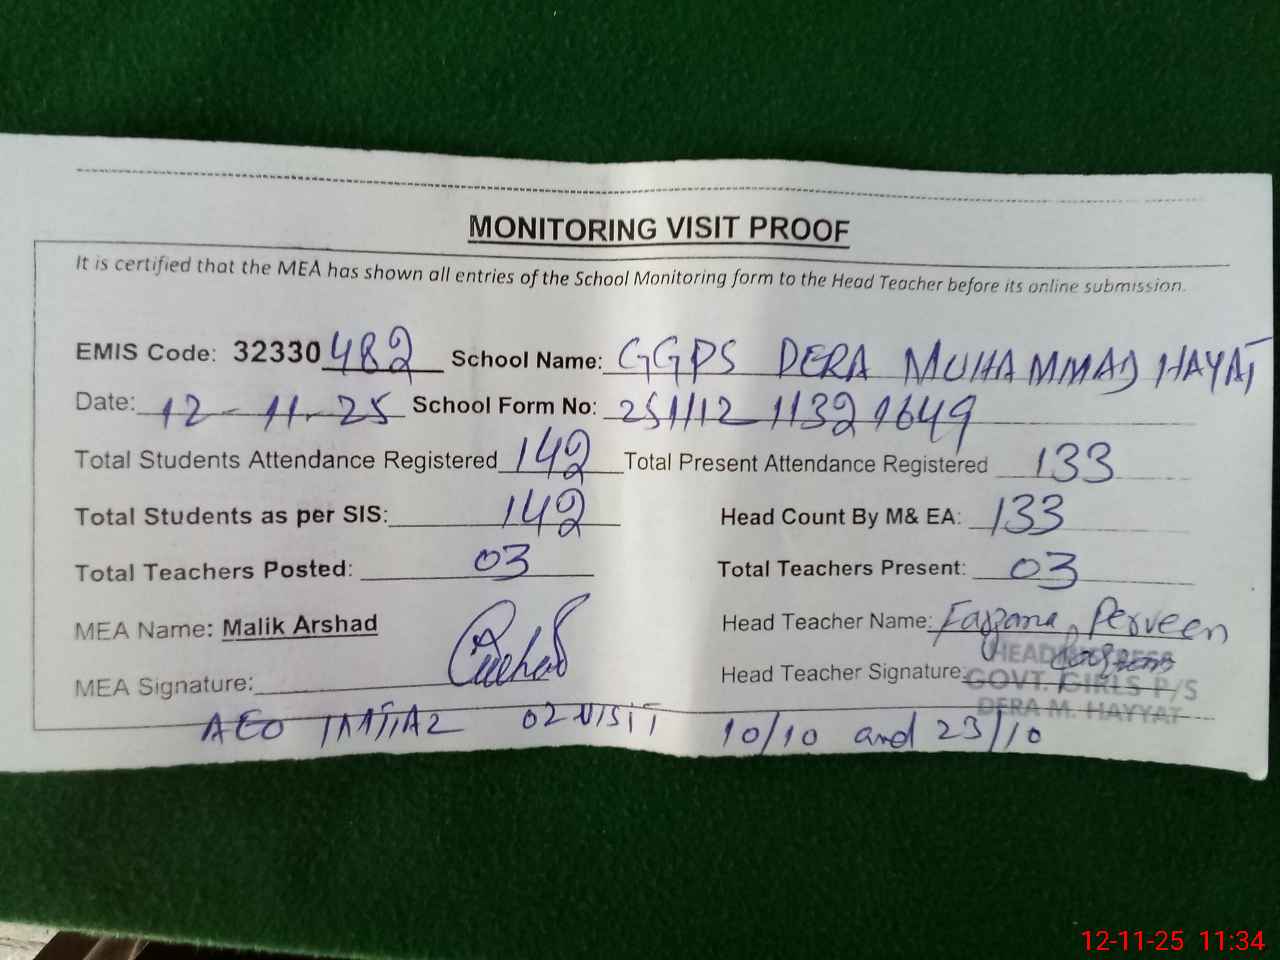 MONITORING VISIT PROOF
It is certified that the MEA has shown all entries of the School Monitoring form to the Head Teacher before its online submission.
EMIS Code: 32330482 School Name: GGPS DERA MUHAMMAD HAYAT
Date: 12-11-25 School Form No: 251112 11321649
Total Students Attendance Registered 142 Total Present Attendance Registered 133
Total Students as per SIS: 142 Head Count By M& EA: 133
Total Teachers Posted: 03 Total Teachers Present: 03
MEA Name: Malik Arshad Head Teacher Name: Fazzana Perveen
MEA Signature: Head Teacher Signature:
HEADMISTRESS
GOVT. GIRLS P/S
DERA M. HAYYAT
AEO IMTIAZ 02 VISIT 10/10 and 23/10
12-11-25 11:34